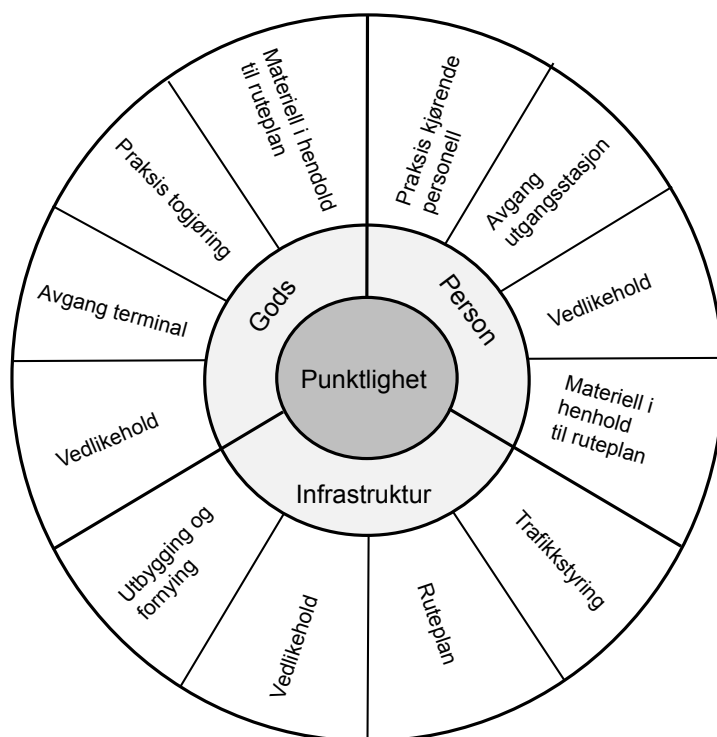 Punktlighet
Gods
Person
Infrastruktur
Materiell i hendold
til ruteplan
Praksis kjørende
personell
Avgang
utgangsstasjon
Vedlikehold
Materiell i
henhold
til ruteplan
Trafikkstyring
Ruteplan
Vedlikehold
Utbygging og
fornying
Vedlikehold
Avgang terminal
Praksis togjøring